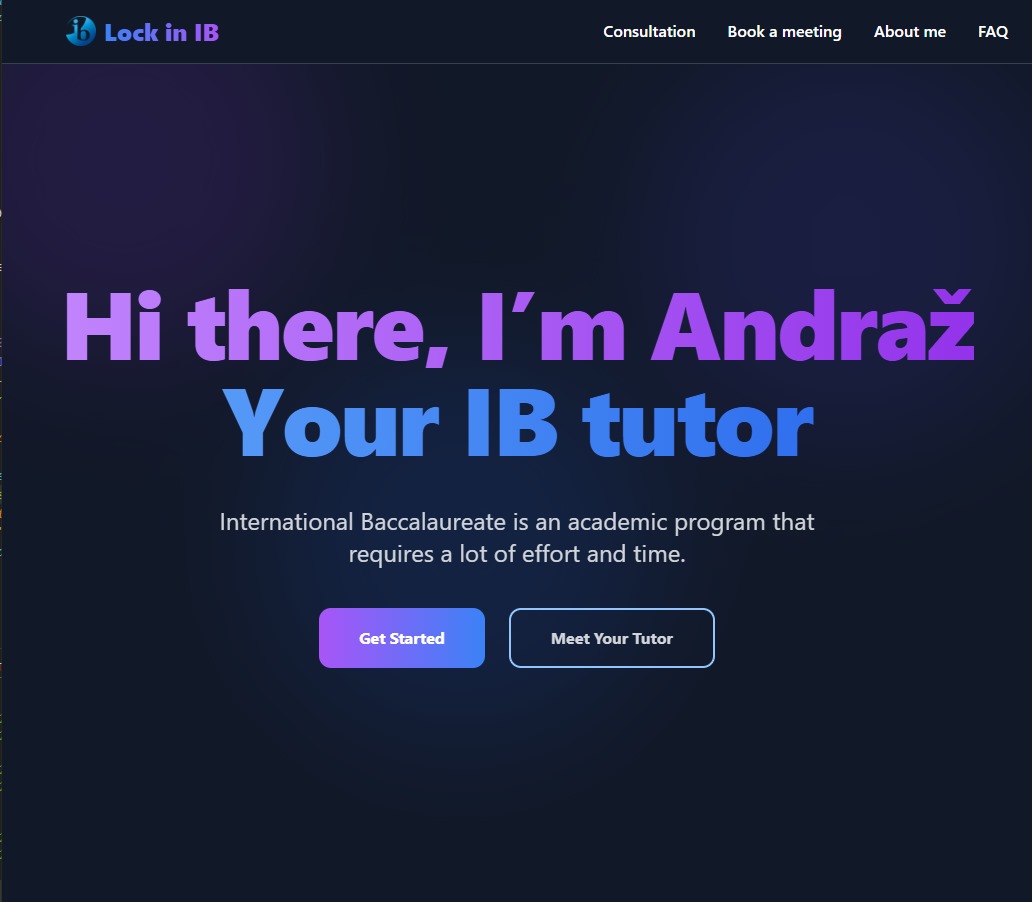 ib Lock in IB
Consultation Book a meeting About me FAQ
Hi there, I´m Andraž
Your IB tutor
International Baccalaureate is an academic program that
requires a lot of effort and time.
Get Started Meet Your Tutor